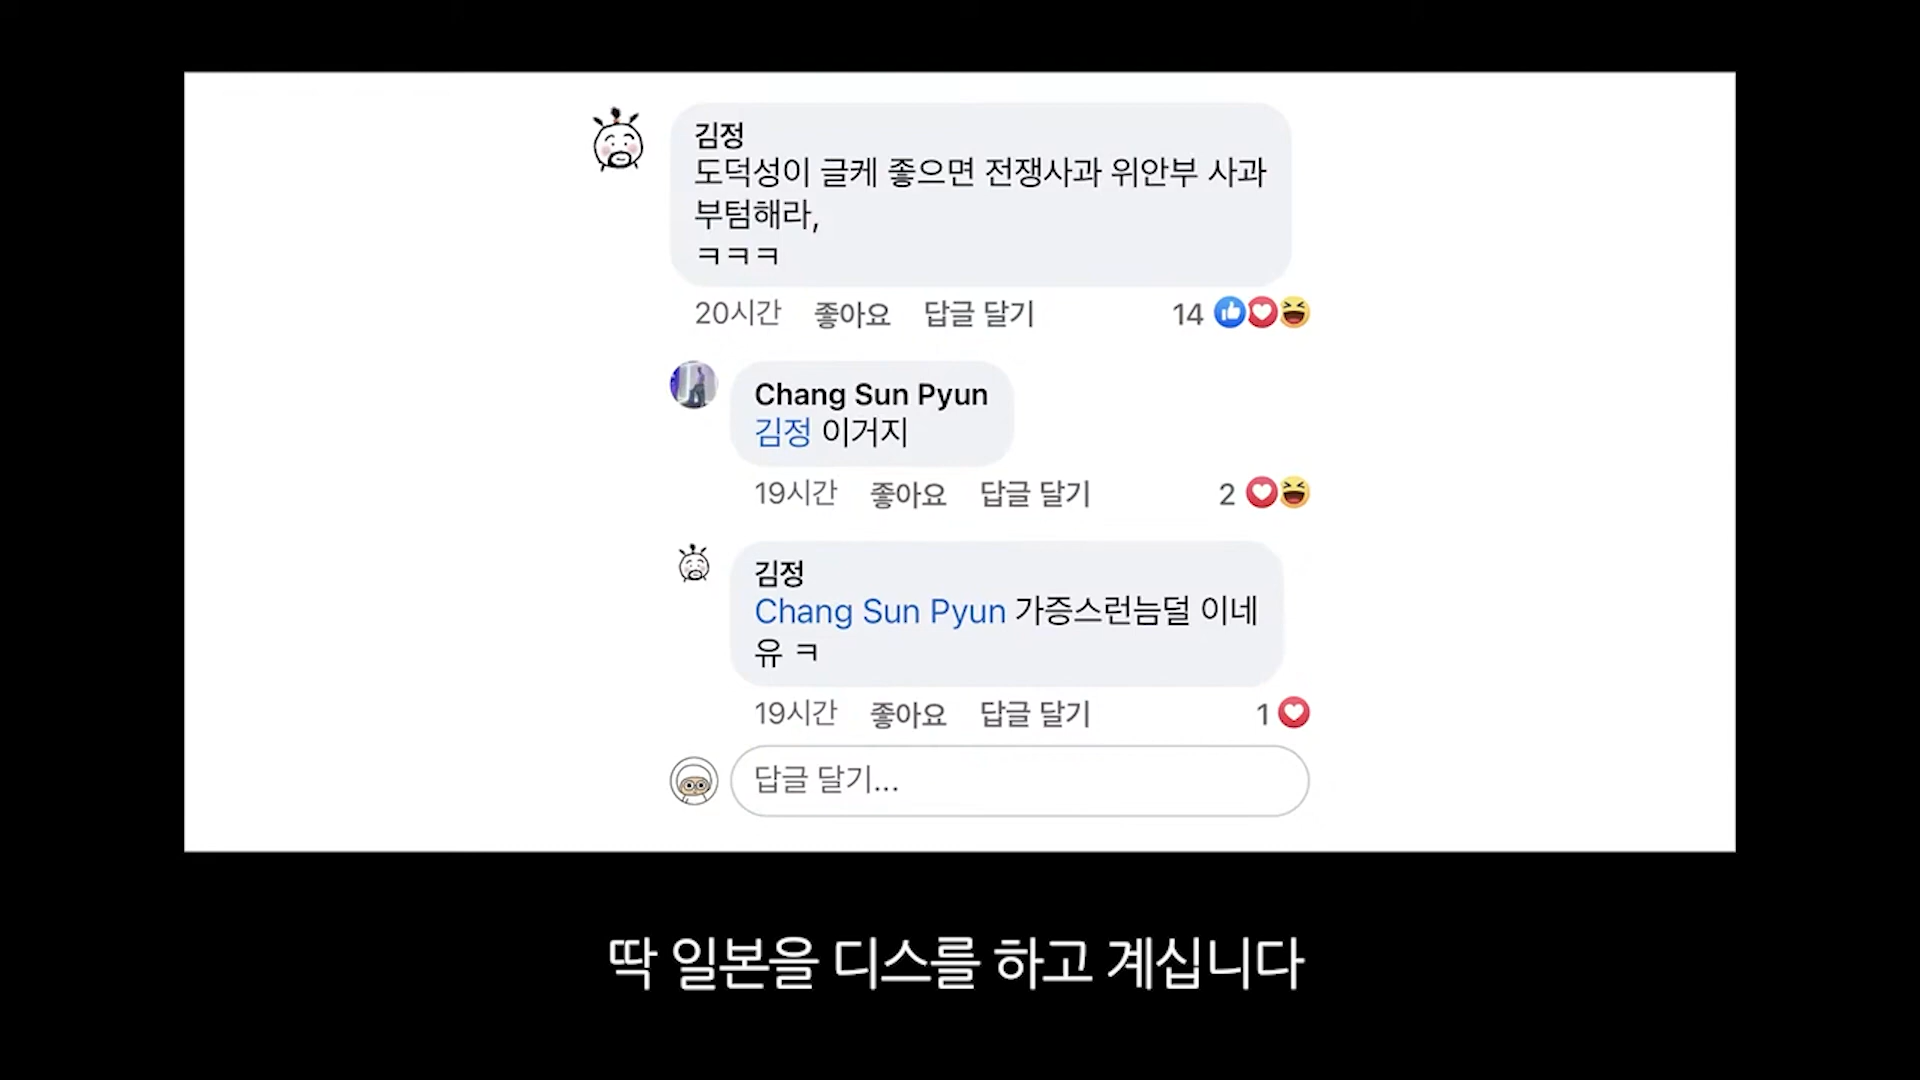 김정
도덕성이 글케 좋으면 전쟁사과 위안부 사과
부텀해라,
ㅋㅋㅋ
20시간 좋아요 답글 달기 14
Chang Sun Pyun
김정 이거지
19시간 좋아요 답글 달기 2
김정
Chang Sun Pyun 가증스런늠덜 이네
유 ㅋ
19시간 좋아요 답글 달기 1
답글 달기...
딱 일본을 디스를 하고 계십니다